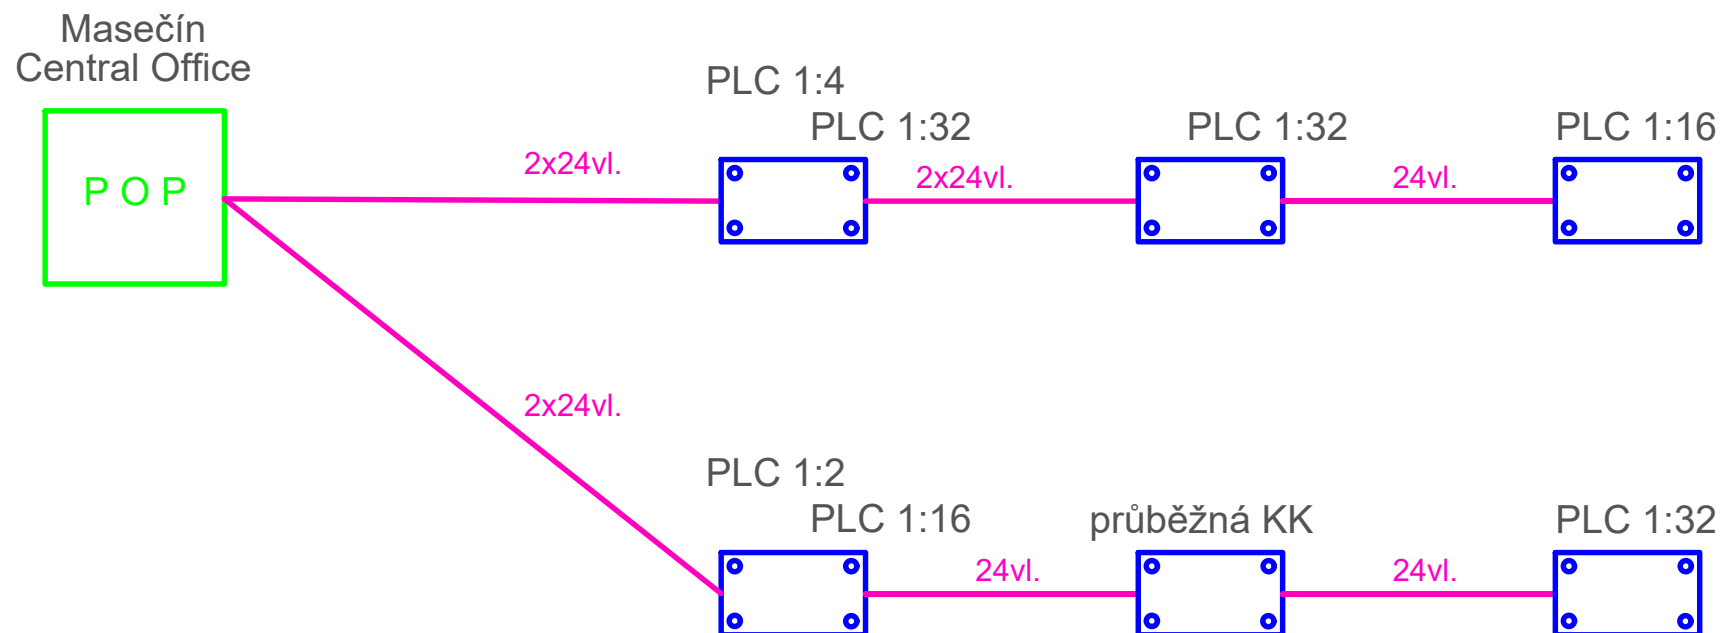 Masečín
Central Office
P O P
PLC 1:4
PLC 1:32
PLC 1:32
PLC 1:16
2x24vl.
2x24vl.
24vl.
2x24vl.
PLC 1:2
PLC 1:16
průběžná KK
PLC 1:32
24vl.
24vl.